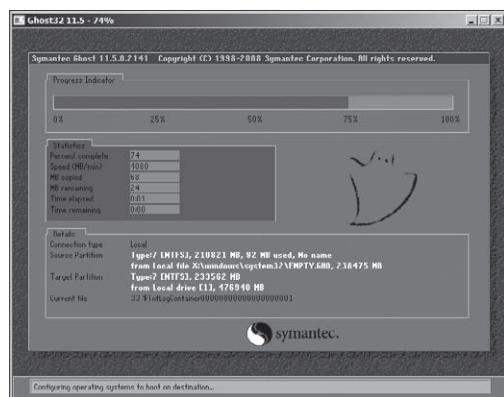 Ghost32 11.5 - 74%
Symantec Ghost 11.5.0.2141 Copyright (C) 1998-2008 Symantec Corporation. All rights reserved.
Progress Indicator
0% 25% 50% 75% 100%
Statistics
Percent complete 74
Speed (MB/min) 4080
MB copied 68
MB remaining 24
Time elapsed 0:01
Time remaining 0:00
Details
Connection type Local
Source Partition Type:7 [NTFS], 210821 MB, 92 MB used, No name
from Local file X:\windows\system32\EMPTY.GHO, 238475 MB
Target Partition Type:7 [NTFS], 233562 MB
from Local drive [1], 476940 MB
Current file
symantec.
Configuring operating systems to boot on destination...